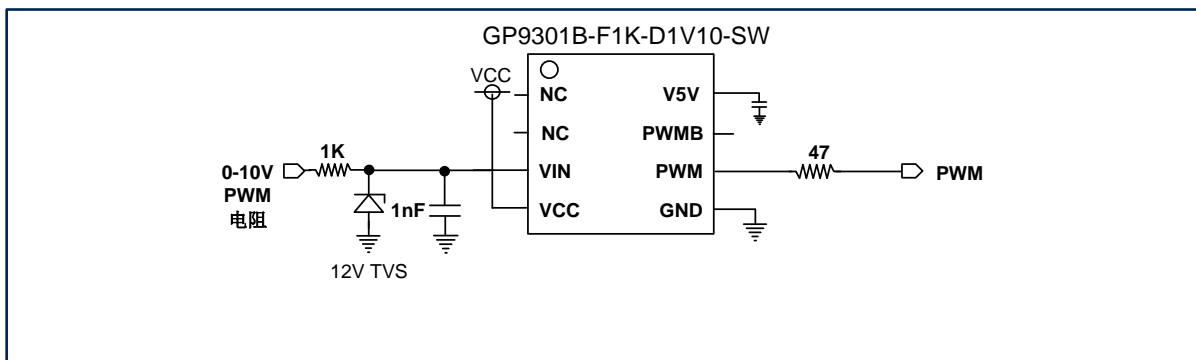 GP9301B-F1K-D1V10-SW
VCC
NC
V5V
NC
PWMB
1K
0-10V
PWM
电阻
VIN
PWM
47
PWM
1nF
VCC
GND
12V TVS